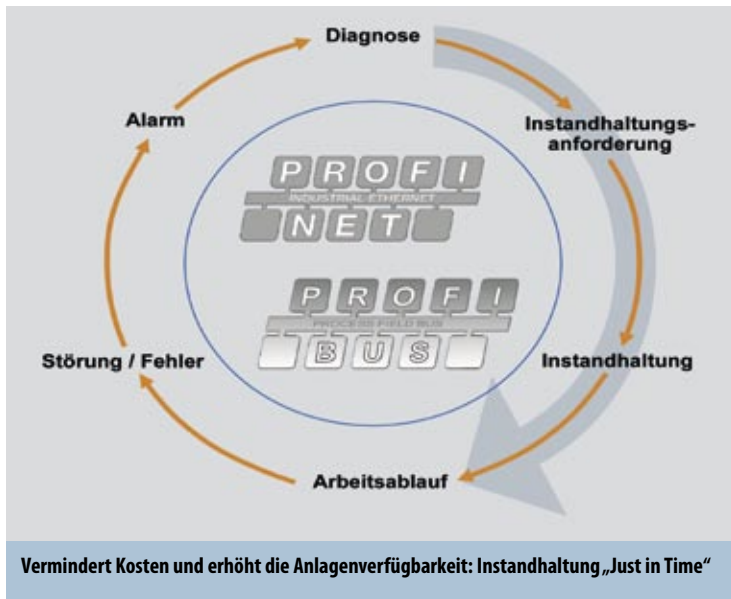 Diagnose
Alarm
Instandhaltungs-
anforderung
PROFI
INDUSTRIAL ETHERNET
NET
PROFI
PROCESS FIELD BUS
BUS
Störung / Fehler
Instandhaltung
Arbeitsablauf
Vermindert Kosten und erhöht die Anlagenverfügbarkeit: Instandhaltung „Just in Time“